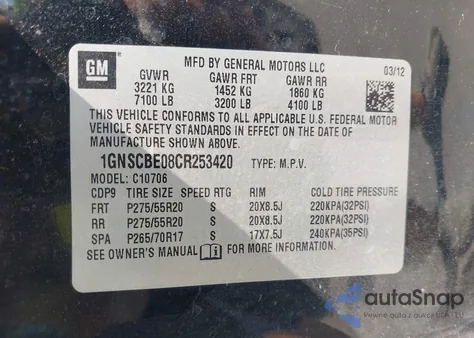 GM
MFD BY GENERAL MOTORS LLC
03/12
GVWR GAWR FRT GAWR RR
3221 KG 1452 KG 1860 KG
7100 LB 3200 LB 4100 LB
THIS VEHICLE CONFORMS TO ALL APPLICABLE U.S. FEDERAL MOTOR
VEHICLE SAFETY STANDARDS IN EFFECT ON THE DATE OF
MANUFACTURE SHOWN ABOVE.
1GNSCBE08CR253420 TYPE: M.P.V.
MODEL: C10706
CDP9 TIRE SIZE SPEED RTG RIM COLD TIRE PRESSURE
FRT P275/55R20 S 20X8.5J 220KPA(32PSI)
RR P275/55R20 S 20X8.5J 220KPA(32PSI)
SPA P265/70R17 S 17X7.5J 240KPA(35PSI)
SEE OWNER'S MANUAL FOR MORE INFORMATION.
autoSnap